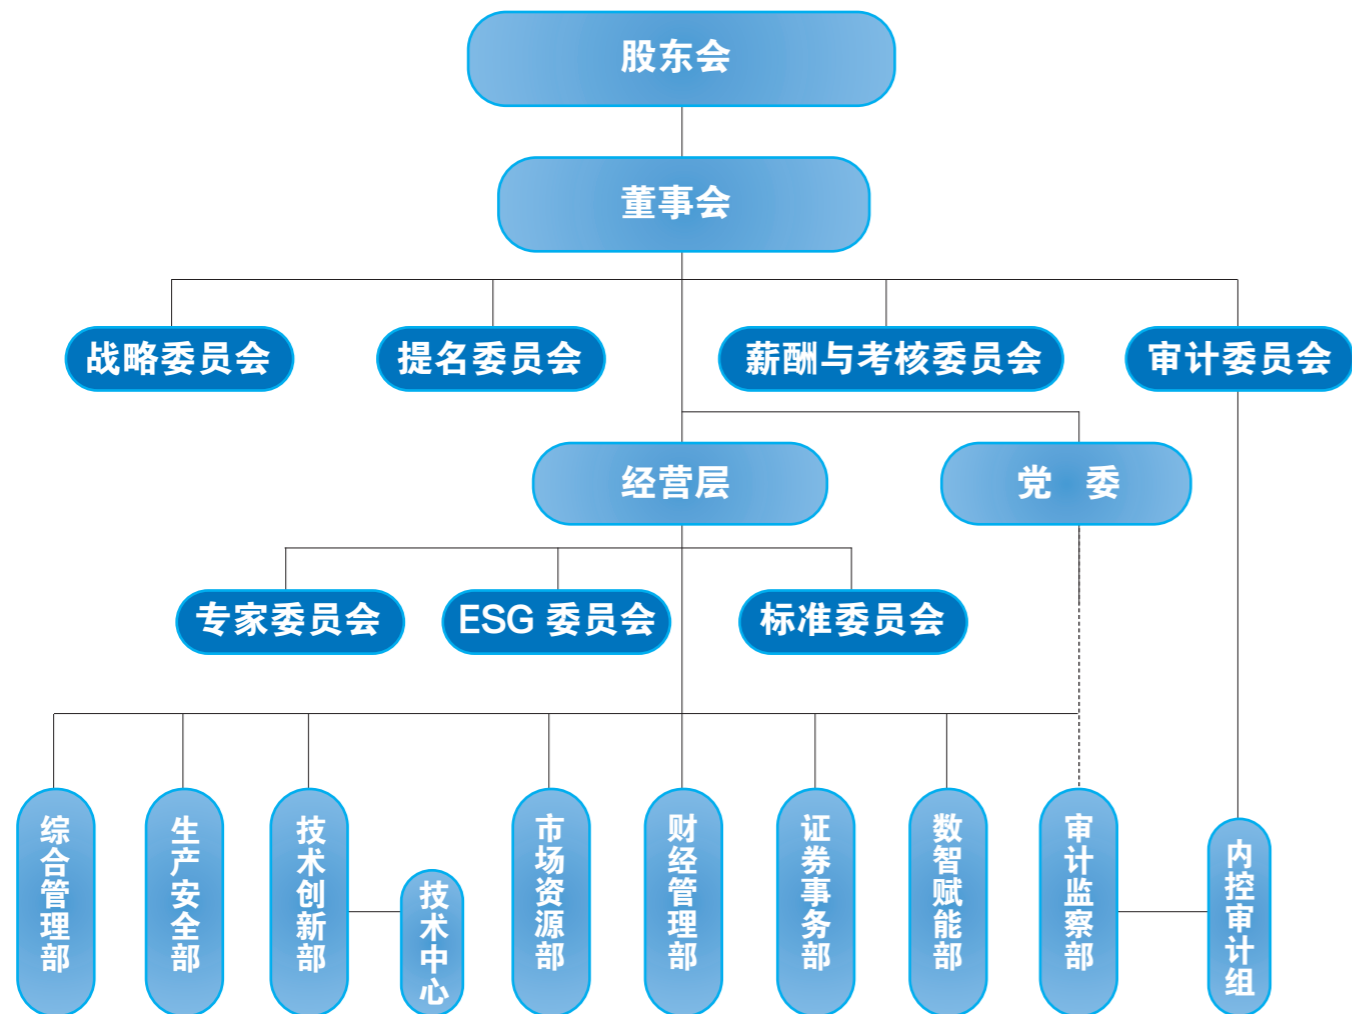 股东会
董事会
战略委员会
提名委员会
薪酬与考核委员会
审计委员会
经营层
党 委
专家委员会
ESG 委员会
标准委员会
综合管理部
生产安全部
技术创新部
技术中心
市场资源部
财经管理部
证券事务部
数智赋能部
审计监察部
内控审计组